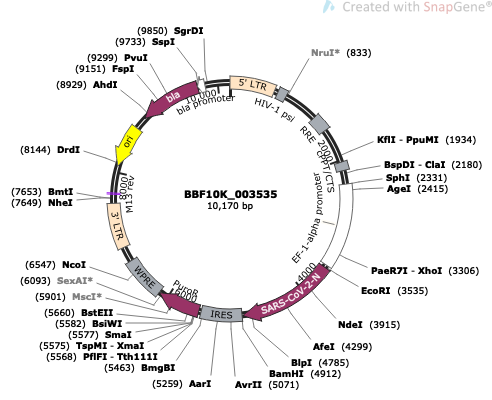 Created with SnapGene®
(9850) SgrDI
(9733) SspI
(9299) PvuI
(9151) FspI
(8929) AhdI
(8144) DrdI
(7653) BmtI
(7649) NheI
(6547) NcoI
(6093) SexAI*
(5901) MscI*
(5660) BstEII
(5582) BsiWI
(5577) SmaI
(5575) TspMI - XmaI
(5568) PflFI - Tth111I
(5463) BmgBI
(5259) AarI
AvrII (5071)
BamHI (4912)
BlpI (4785)
AfeI (4299)
NdeI (3915)
EcoRI (3535)
PaeR7I - XhoI (3306)
AgeI (2415)
SphI (2331)
BspDI - ClaI (2180)
KflI - PpuMI (1934)
NruI* (833)
5' LTR
HIV-1 psi
RRE
2000
cPPT/CTS
EF-1-alpha promoter
4000
SARS-CoV-2-N
IRES
6000
PuroR
WPRE
3' LTR
M13 rev
8000
ori
bla
bla promoter
10,000
BBF10K_003535
10,170 bp